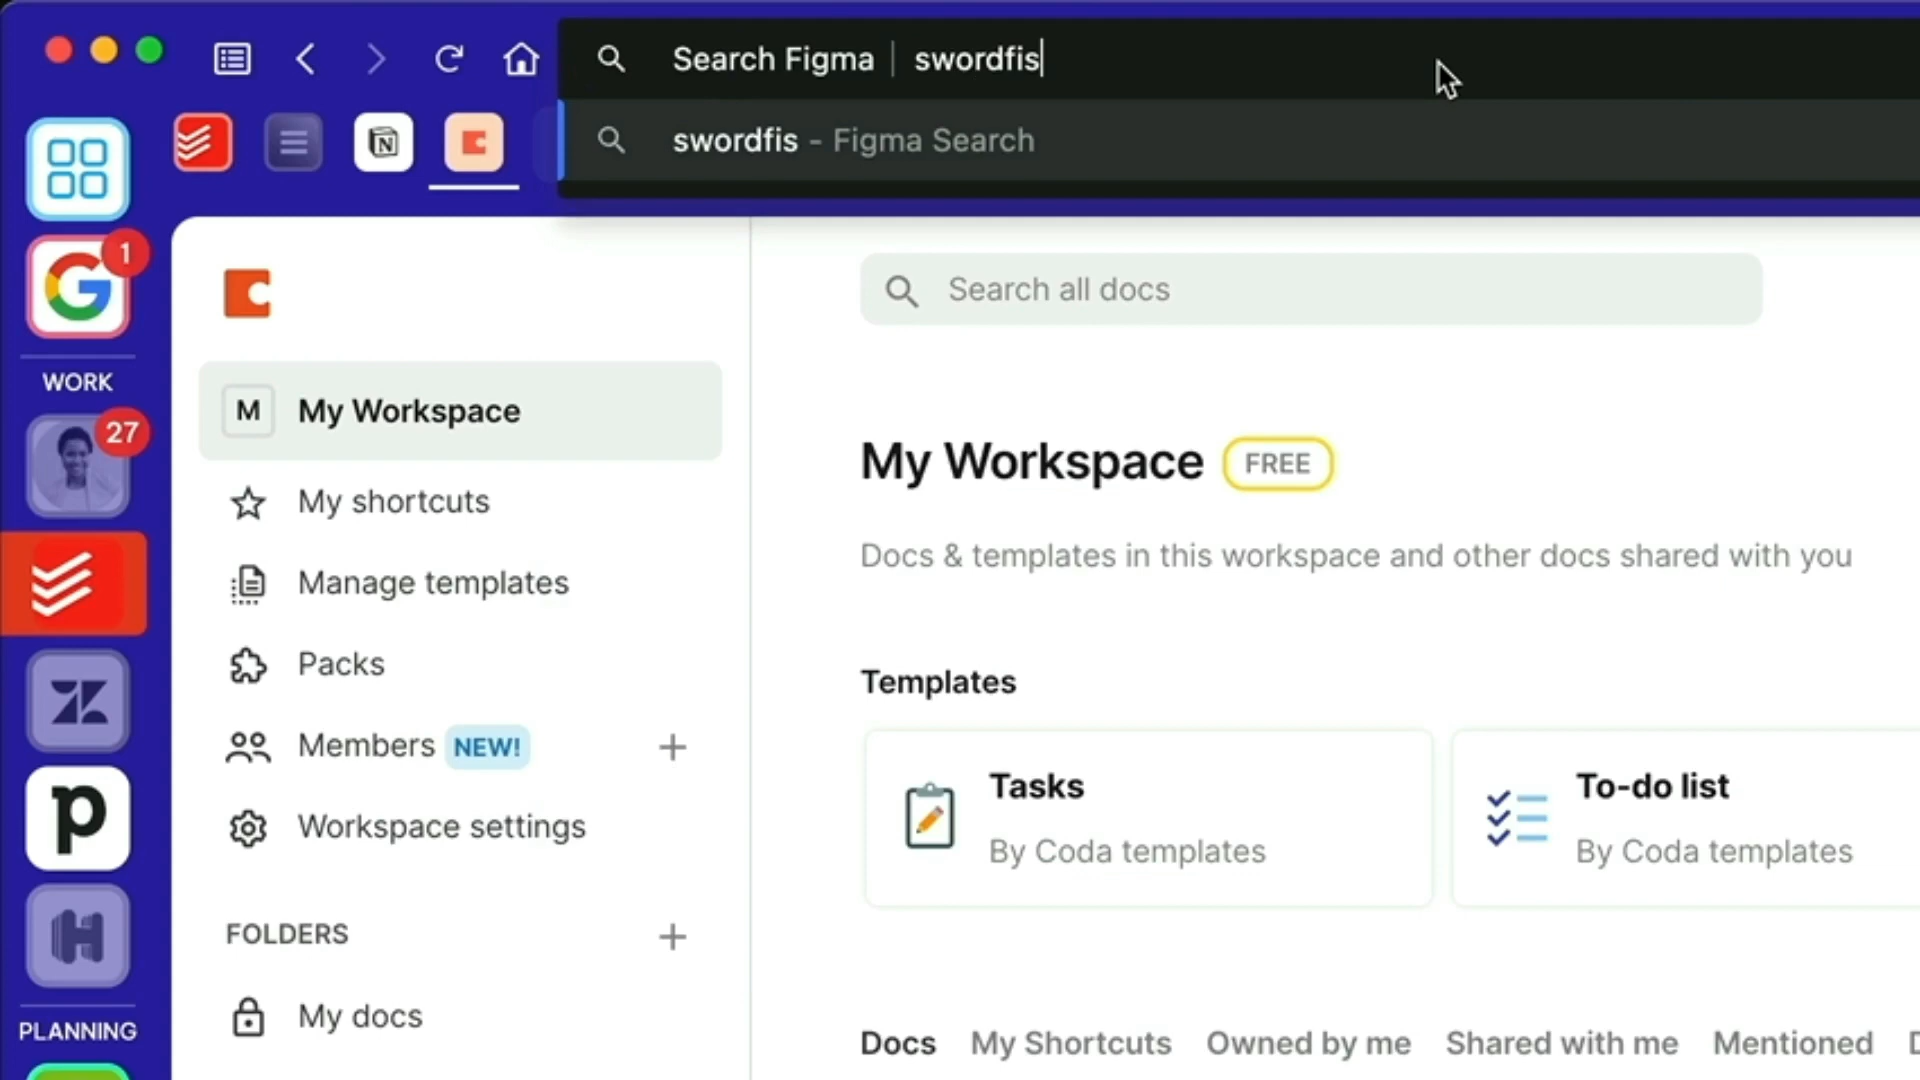 Search Figma | swordfis
swordfis - Figma Search
1
Search all docs
WORK
M My Workspace
27
My Workspace FREE
My shortcuts
Docs & templates in this workspace and other docs shared with you
Manage templates
Packs
Templates
Members NEW!
Tasks
By Coda templates
To-do list
By Coda templates
Workspace settings
FOLDERS
My docs
PLANNING
Docs My Shortcuts Owned by me Shared with me Mentioned